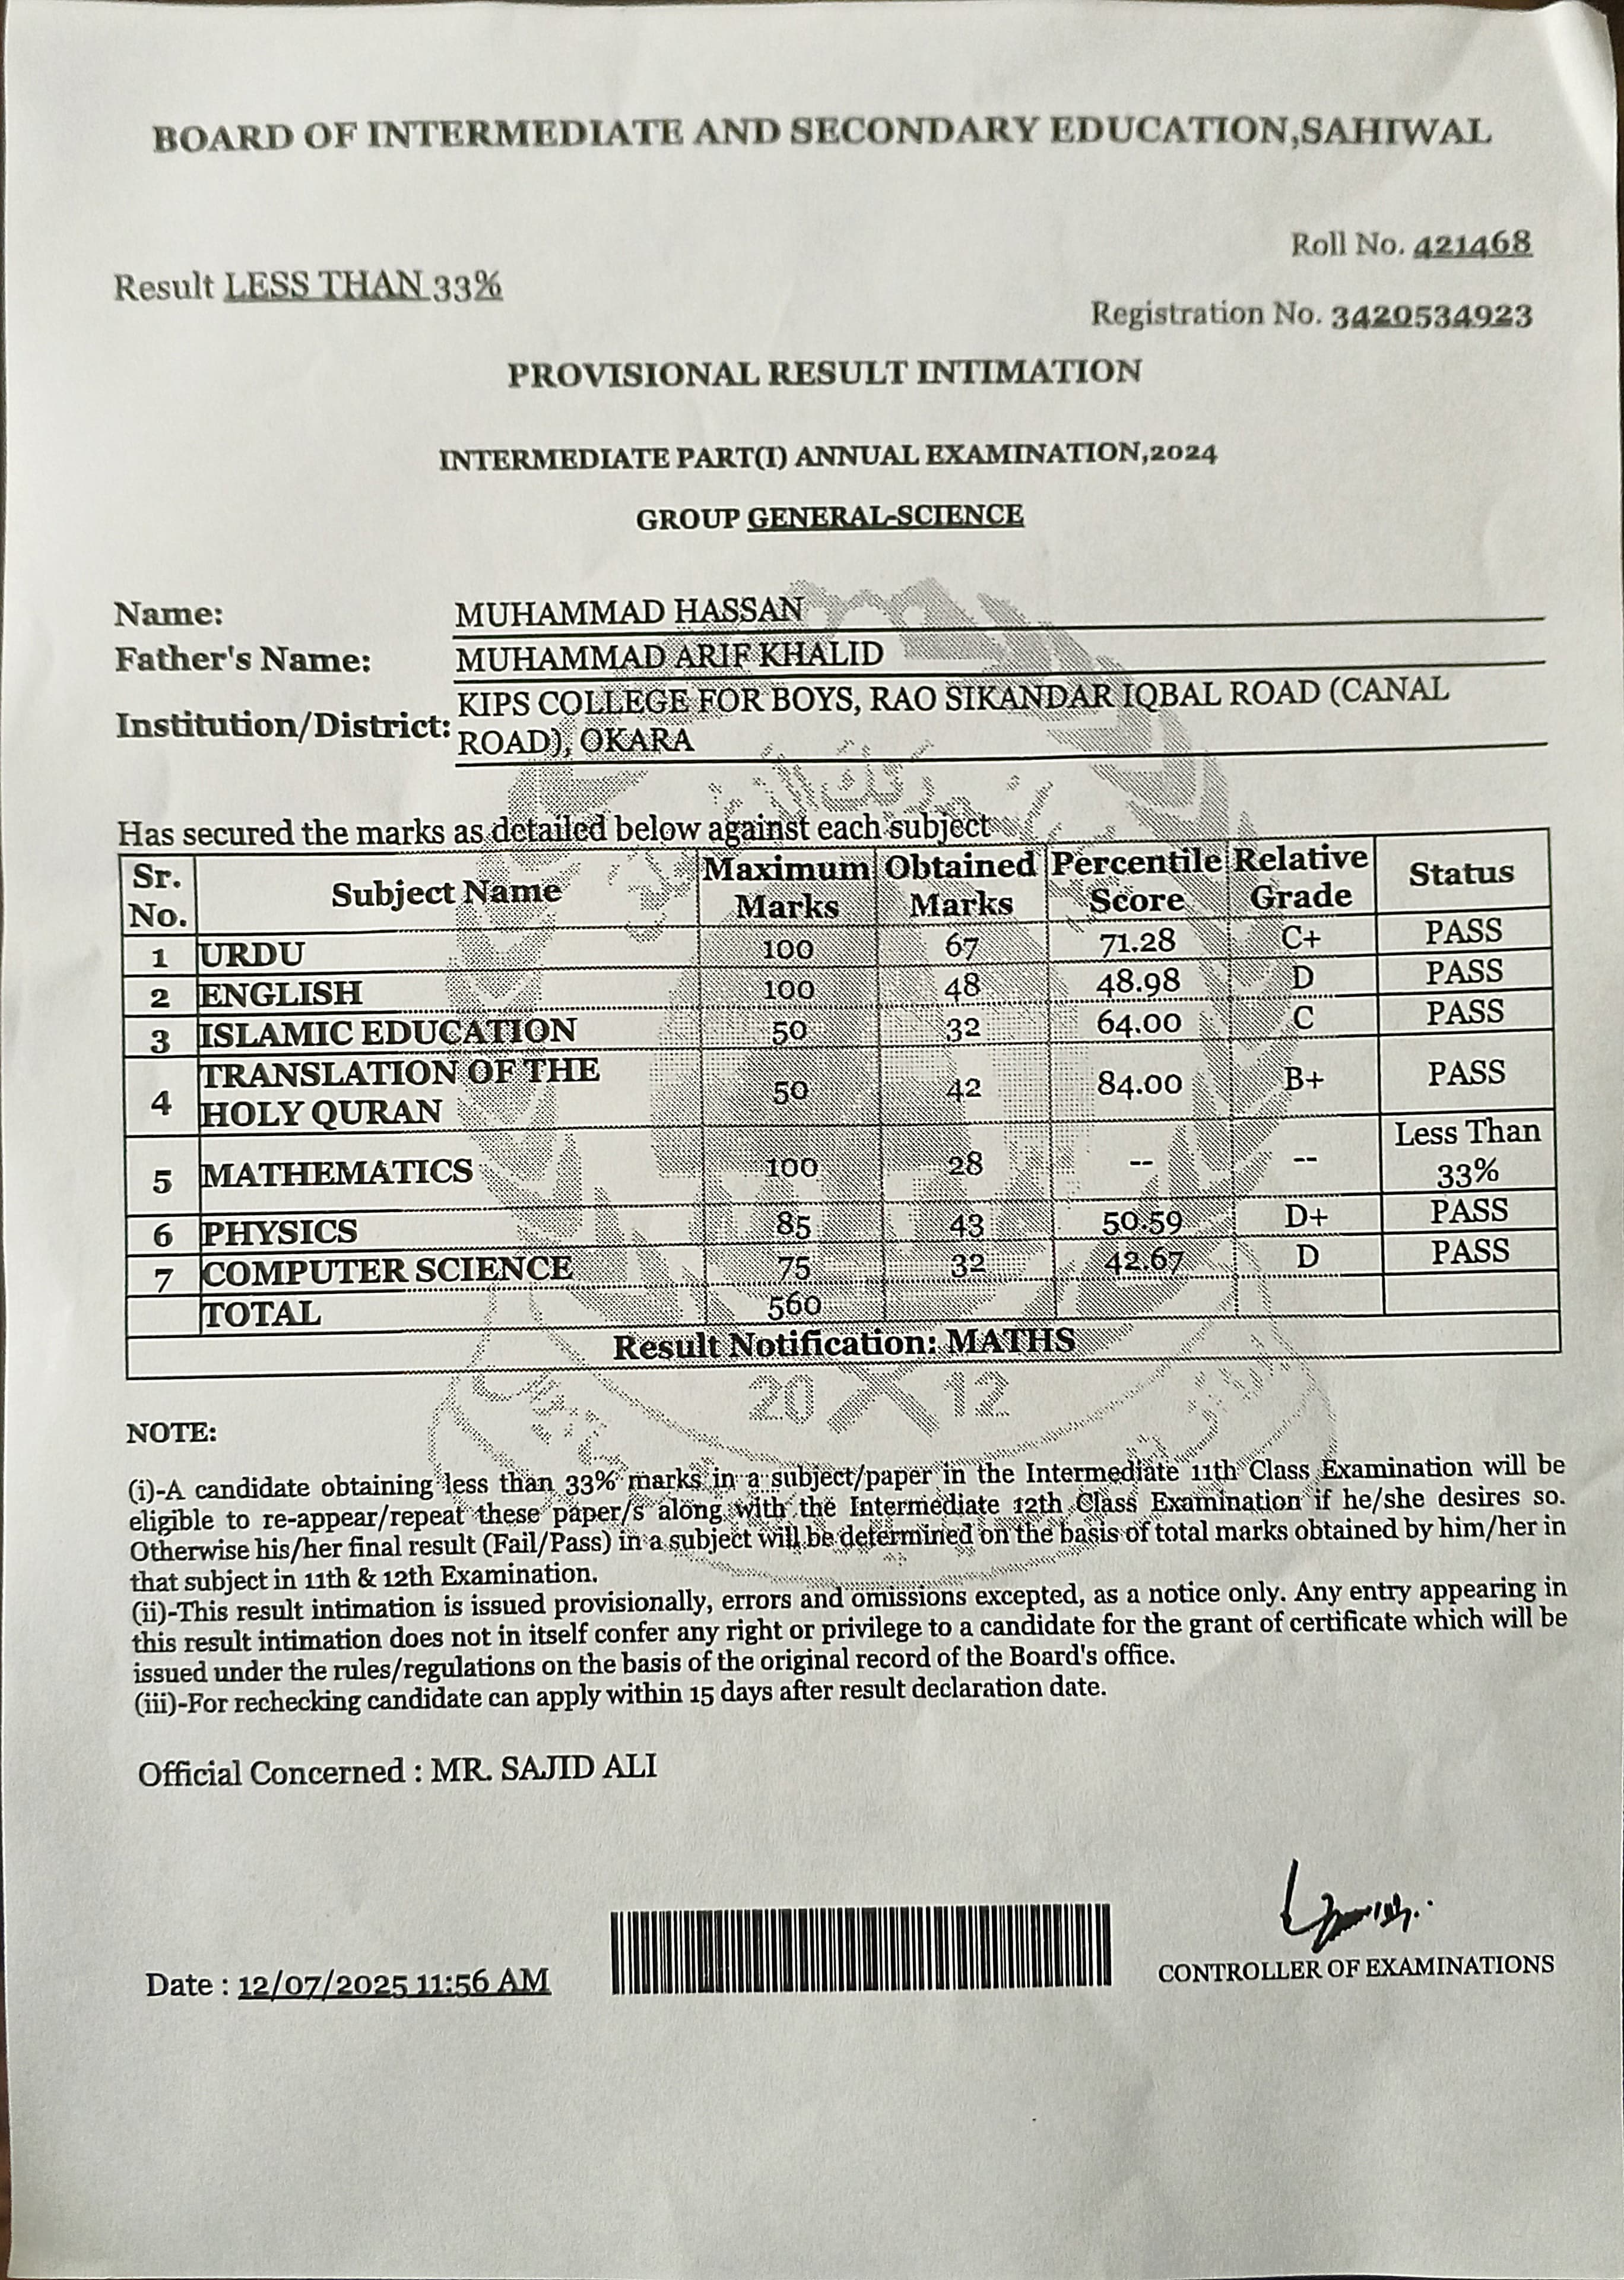 BOARD OF INTERMEDIATE AND SECONDARY EDUCATION,SAHIWAL
Roll No. 421468
Result LESS THAN 33%
Registration No. 3420534923
PROVISIONAL RESULT INTIMATION
INTERMEDIATE PART(I) ANNUAL EXAMINATION,2024
GROUP GENERAL-SCIENCE
Name: MUHAMMAD HASSAN
Father's Name: MUHAMMAD ARIF KHALID
Institution/District: KIPS COLLEGE FOR BOYS, RAO SIKANDAR IQBAL ROAD (CANAL
ROAD), OKARA
Has secured the marks as detailed below against each subject
Sr. No. Subject Name Maximum Marks Obtained Marks Percentile Score Relative Grade Status
1 URDU 100 67 71.28 C+ PASS
2 ENGLISH 100 48 48.98 D PASS
3 ISLAMIC EDUCATION 50 32 64.00 C PASS
4 TRANSLATION OF THE HOLY QURAN 50 42 84.00 B+ PASS
5 MATHEMATICS 100 28 -- -- Less Than 33%
6 PHYSICS 85 43 50.59 D+ PASS
7 COMPUTER SCIENCE 75 32 42.67 D PASS
TOTAL 560
Result Notification: MATHS
20 12
NOTE:
(i)-A candidate obtaining less than 33% marks in a subject/paper in the Intermediate 11th Class Examination will be
eligible to re-appear/repeat these paper/s along with the Intermediate 12th Class Examination if he/she desires so.
Otherwise his/her final result (Fail/Pass) in a subject will be determined on the basis of total marks obtained by him/her in
that subject in 11th & 12th Examination.
(ii)-This result intimation is issued provisionally, errors and omissions excepted, as a notice only. Any entry appearing in
this result intimation does not in itself confer any right or privilege to a candidate for the grant of certificate which will be
issued under the rules/regulations on the basis of the original record of the Board's office.
(iii)-For rechecking candidate can apply within 15 days after result declaration date.
Official Concerned : MR. SAJID ALI
Date : 12/07/2025 11:56 AM
CONTROLLER OF EXAMINATIONS